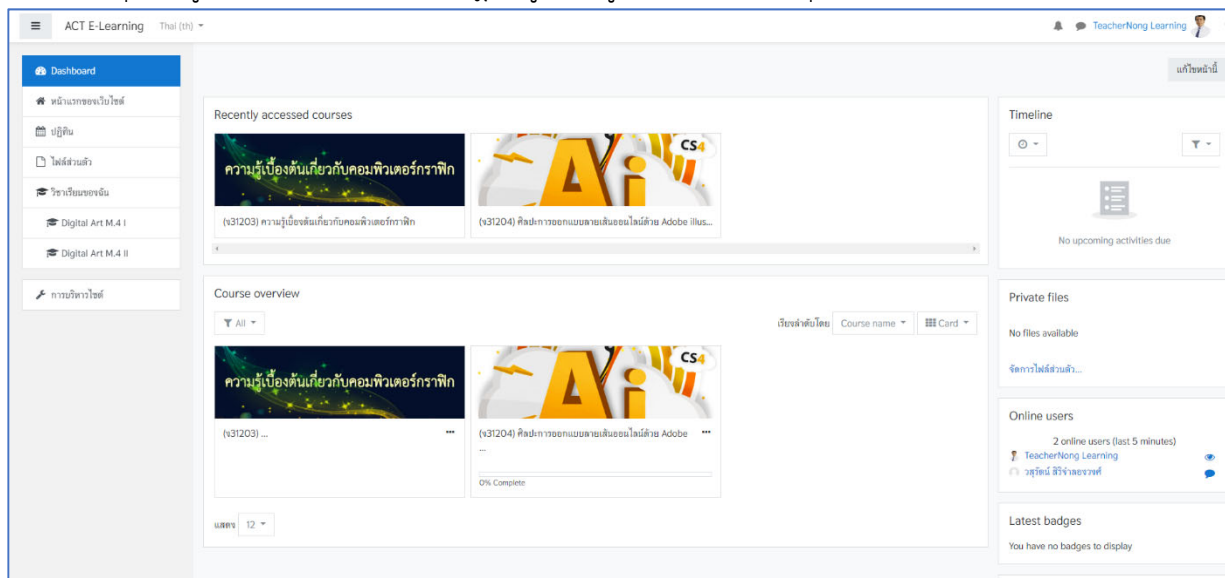 ACT E-Learning Thai (th)
TeacherNong Learning
Dashboard
หน้าแรกของเว็บไซต์
ปฏิทิน
ไฟล์ส่วนตัว
วิชาเรียนของฉัน
Digital Art M.4 I
Digital Art M.4 II
การบริหารไซต์
แก้ไขหน้านี้
Recently accessed courses
ความรู้เบื้องต้นเกี่ยวกับคอมพิวเตอร์กราฟิก
Ai CS4
(ง31203) ความรู้เบื้องต้นเกี่ยวกับคอมพิวเตอร์กราฟิก
(ง31204) ศิลปะการออกแบบลายเส้นออนไลน์ด้วย Adobe illus...
Course overview
All
เรียงลำดับโดย Course name Card
ความรู้เบื้องต้นเกี่ยวกับคอมพิวเตอร์กราฟิก
Ai CS4
(ง31203) ...
(ง31204) ศิลปะการออกแบบลายเส้นออนไลน์ด้วย Adobe
...
0% Complete
แสดง 12
Timeline
No upcoming activities due
Private files
No files available
จัดการไฟล์ส่วนตัว...
Online users
2 online users (last 5 minutes)
TeacherNong Learning
Latest badges
You have no badges to display